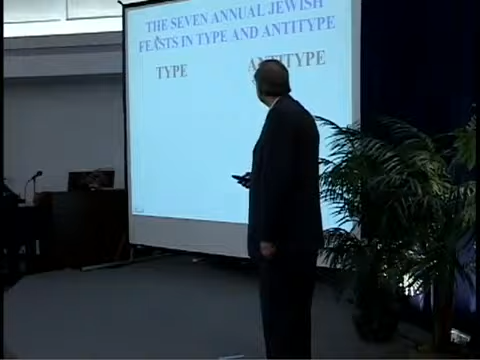 THE SEVEN ANNUAL JEWISH
FEASTS IN TYPE AND ANTITYPE
TYPE ANTITYPE